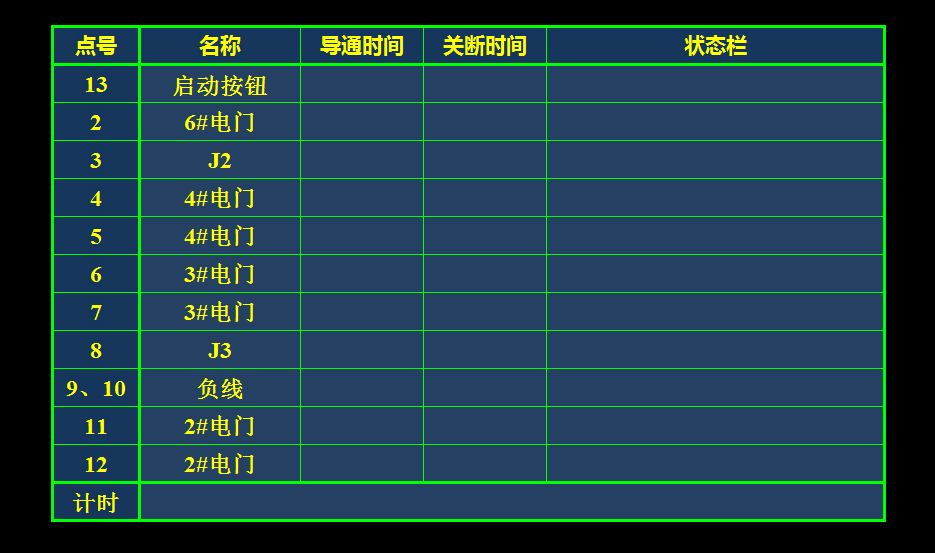 点号 名称 导通时间 关断时间 状态栏
13 启动按钮
2 6#电门
3 J2
4 4#电门
5 4#电门
6 3#电门
7 3#电门
8 J3
9、10 负线
11 2#电门
12 2#电门
计时